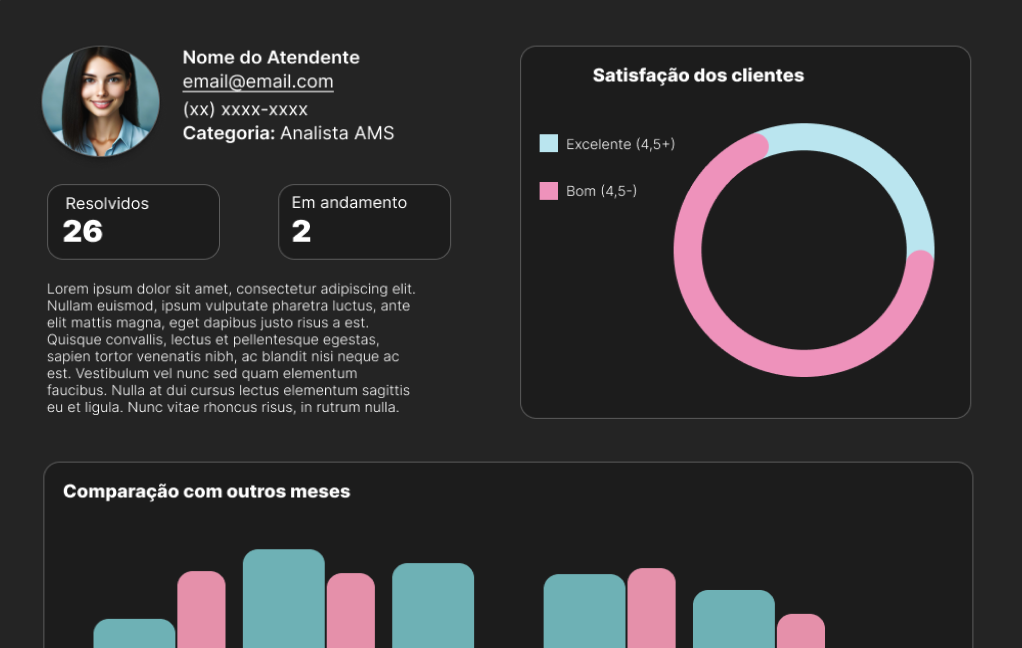 Nome do Atendente
email@email.com
(xx) xxxx-xxxx
Categoria: Analista AMS
Resolvidos
26
Em andamento
2
Lorem ipsum dolor sit amet, consectetur adipiscing elit.
Nullam euismod, ipsum vulputate pharetra luctus, ante
elit mattis magna, eget dapibus justo risus a est.
Quisque convallis, lectus et pellentesque egestas,
sapien tortor venenatis nibh, ac blandit nisi neque ac
est. Vestibulum vel nunc sed quam elementum
faucibus. Nulla at dui cursus lectus elementum sagittis
eu et ligula. Nunc vitae rhoncus risus, in rutrum nulla.
Satisfação dos clientes
Excelente (4,5+)
Bom (4,5-)
Comparação com outros meses